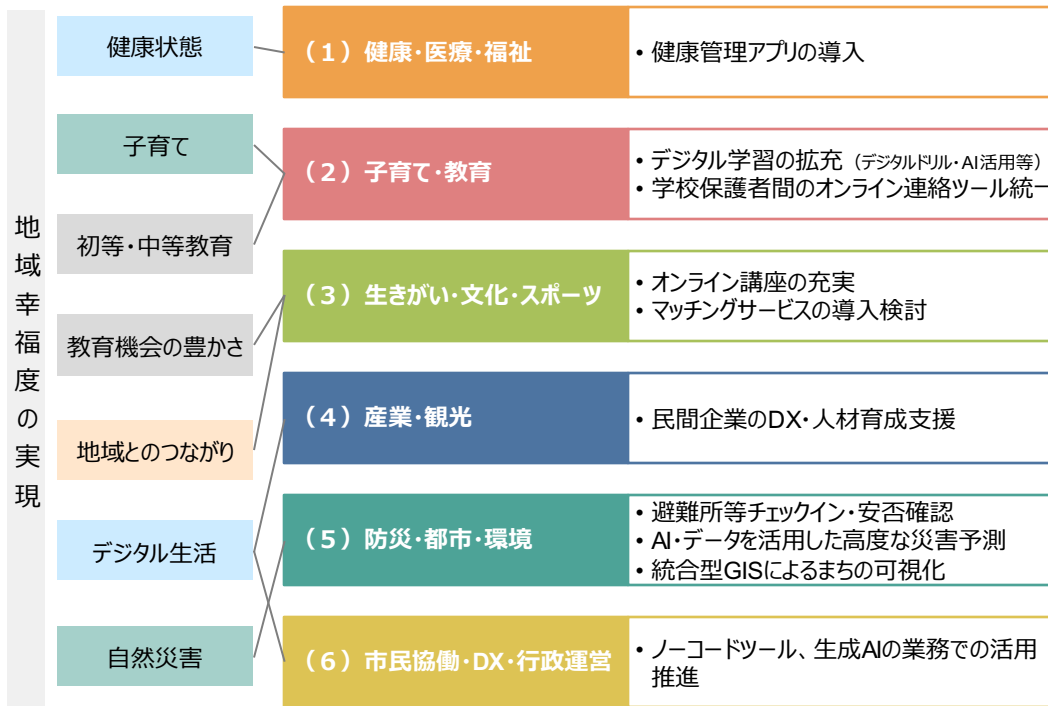 地域幸福度の実現
健康状態
子育て
初等・中等教育
教育機会の豊かさ
地域とのつながり
デジタル生活
自然災害
（１）健康・医療・福祉
• 健康管理アプリの導入
（２）子育て・教育
• デジタル学習の拡充（デジタルドリル・AI活用等）
• 学校保護者間のオンライン連絡ツール統一
（３）生きがい・文化・スポーツ
• オンライン講座の充実
• マッチングサービスの導入検討
（４）産業・観光
• 民間企業のDX・人材育成支援
（５）防災・都市・環境
• 避難所等チェックイン・安否確認
• AI・データを活用した高度な災害予測
• 統合型GISによるまちの可視化
（６）市民協働・DX・行政運営
• ノーコードツール、生成AIの業務での活用
推進